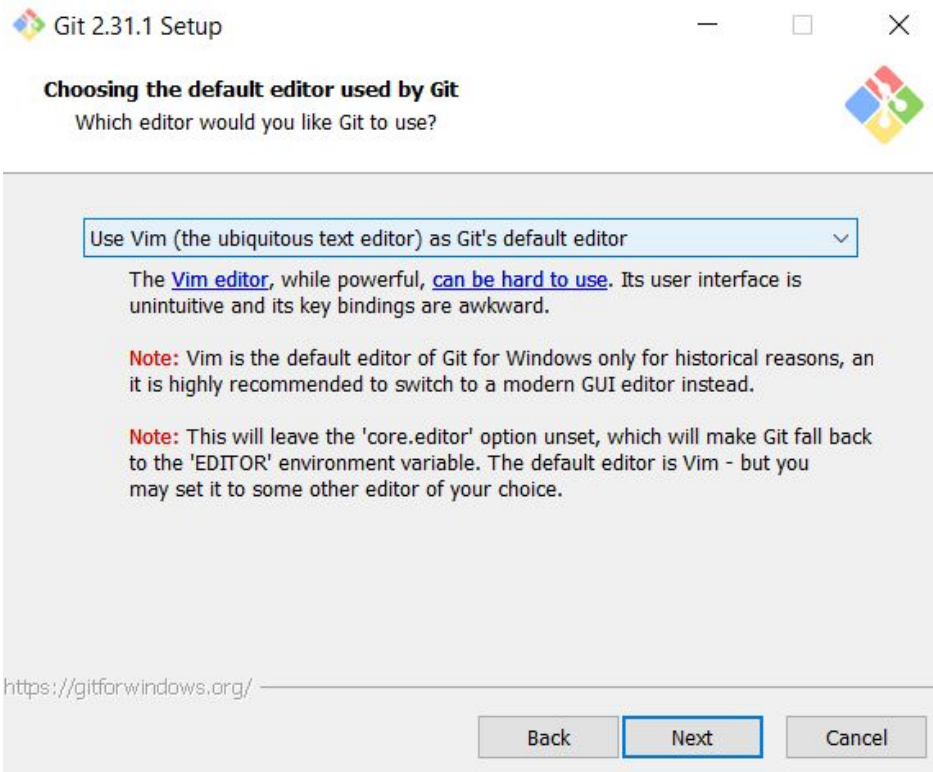 Git 2.31.1 Setup
Choosing the default editor used by Git
Which editor would you like Git to use?
Use Vim (the ubiquitous text editor) as Git's default editor
The Vim editor, while powerful, can be hard to use. Its user interface is
unintuitive and its key bindings are awkward.
Note: Vim is the default editor of Git for Windows only for historical reasons, an
it is highly recommended to switch to a modern GUI editor instead.
Note: This will leave the 'core.editor' option unset, which will make Git fall back
to the 'EDITOR' environment variable. The default editor is Vim - but you
may set it to some other editor of your choice.
https://gitforwindows.org/
Back Next Cancel